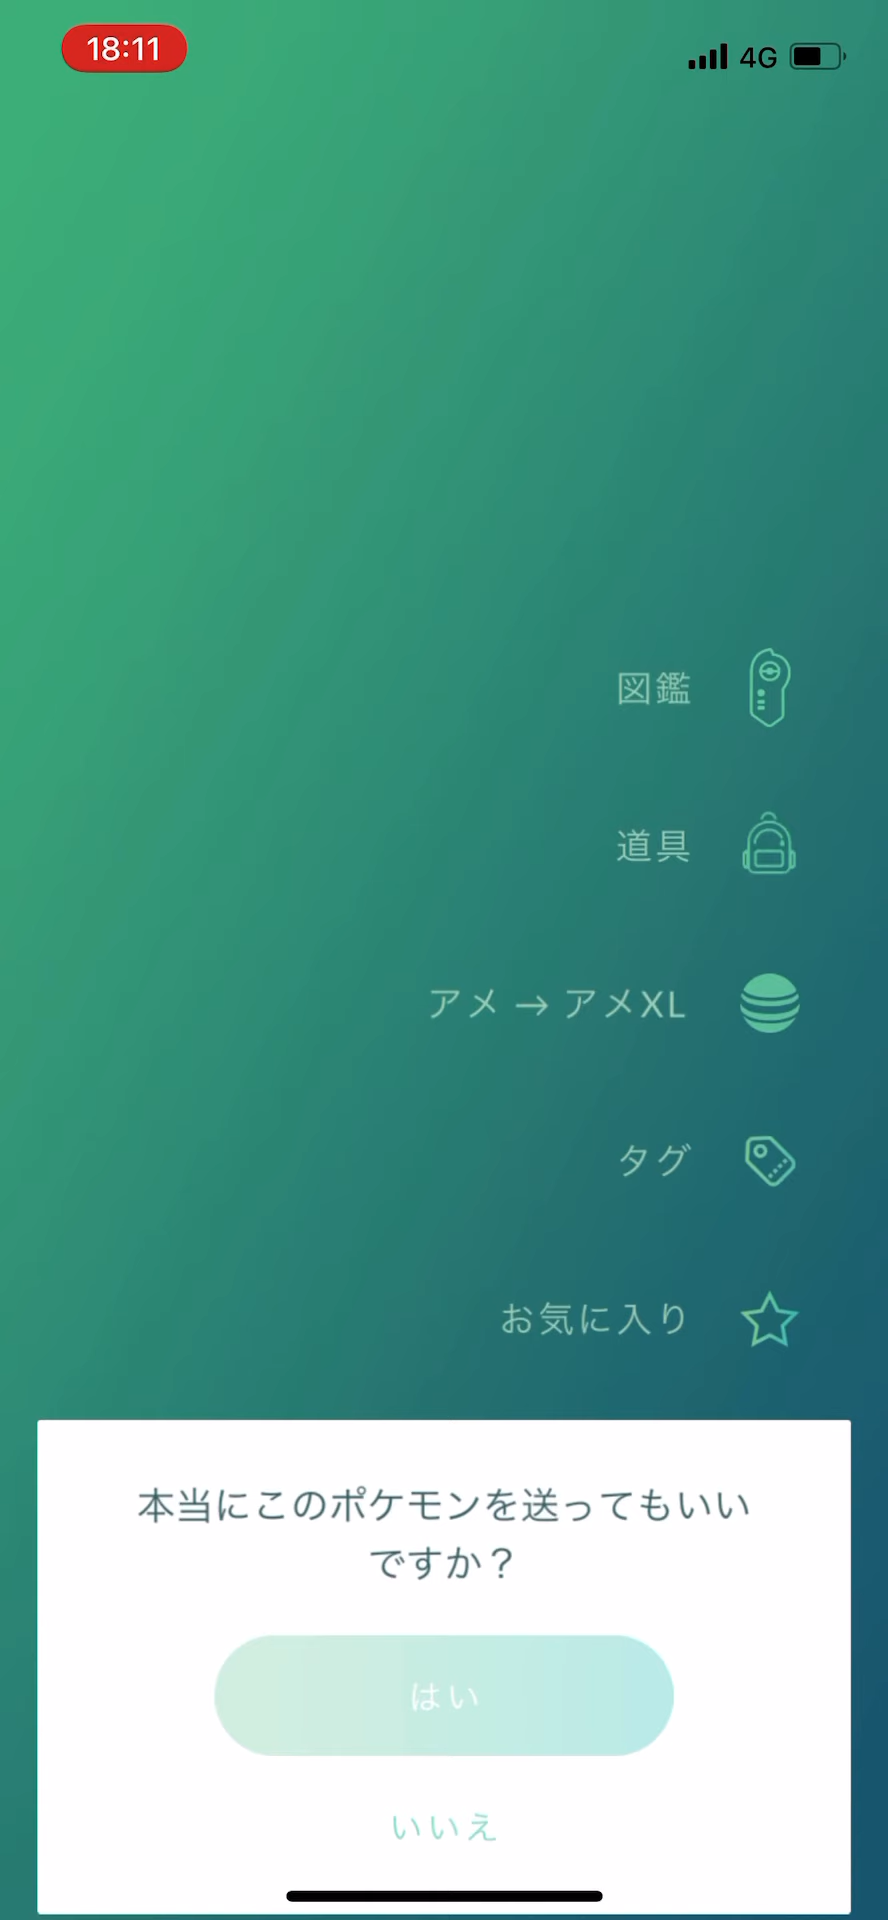 18:11
4G
図鑑
道具
アメ → アメXL
タグ
お気に入り
本当にこのポケモンを送ってもいい
ですか？
はい
いいえ